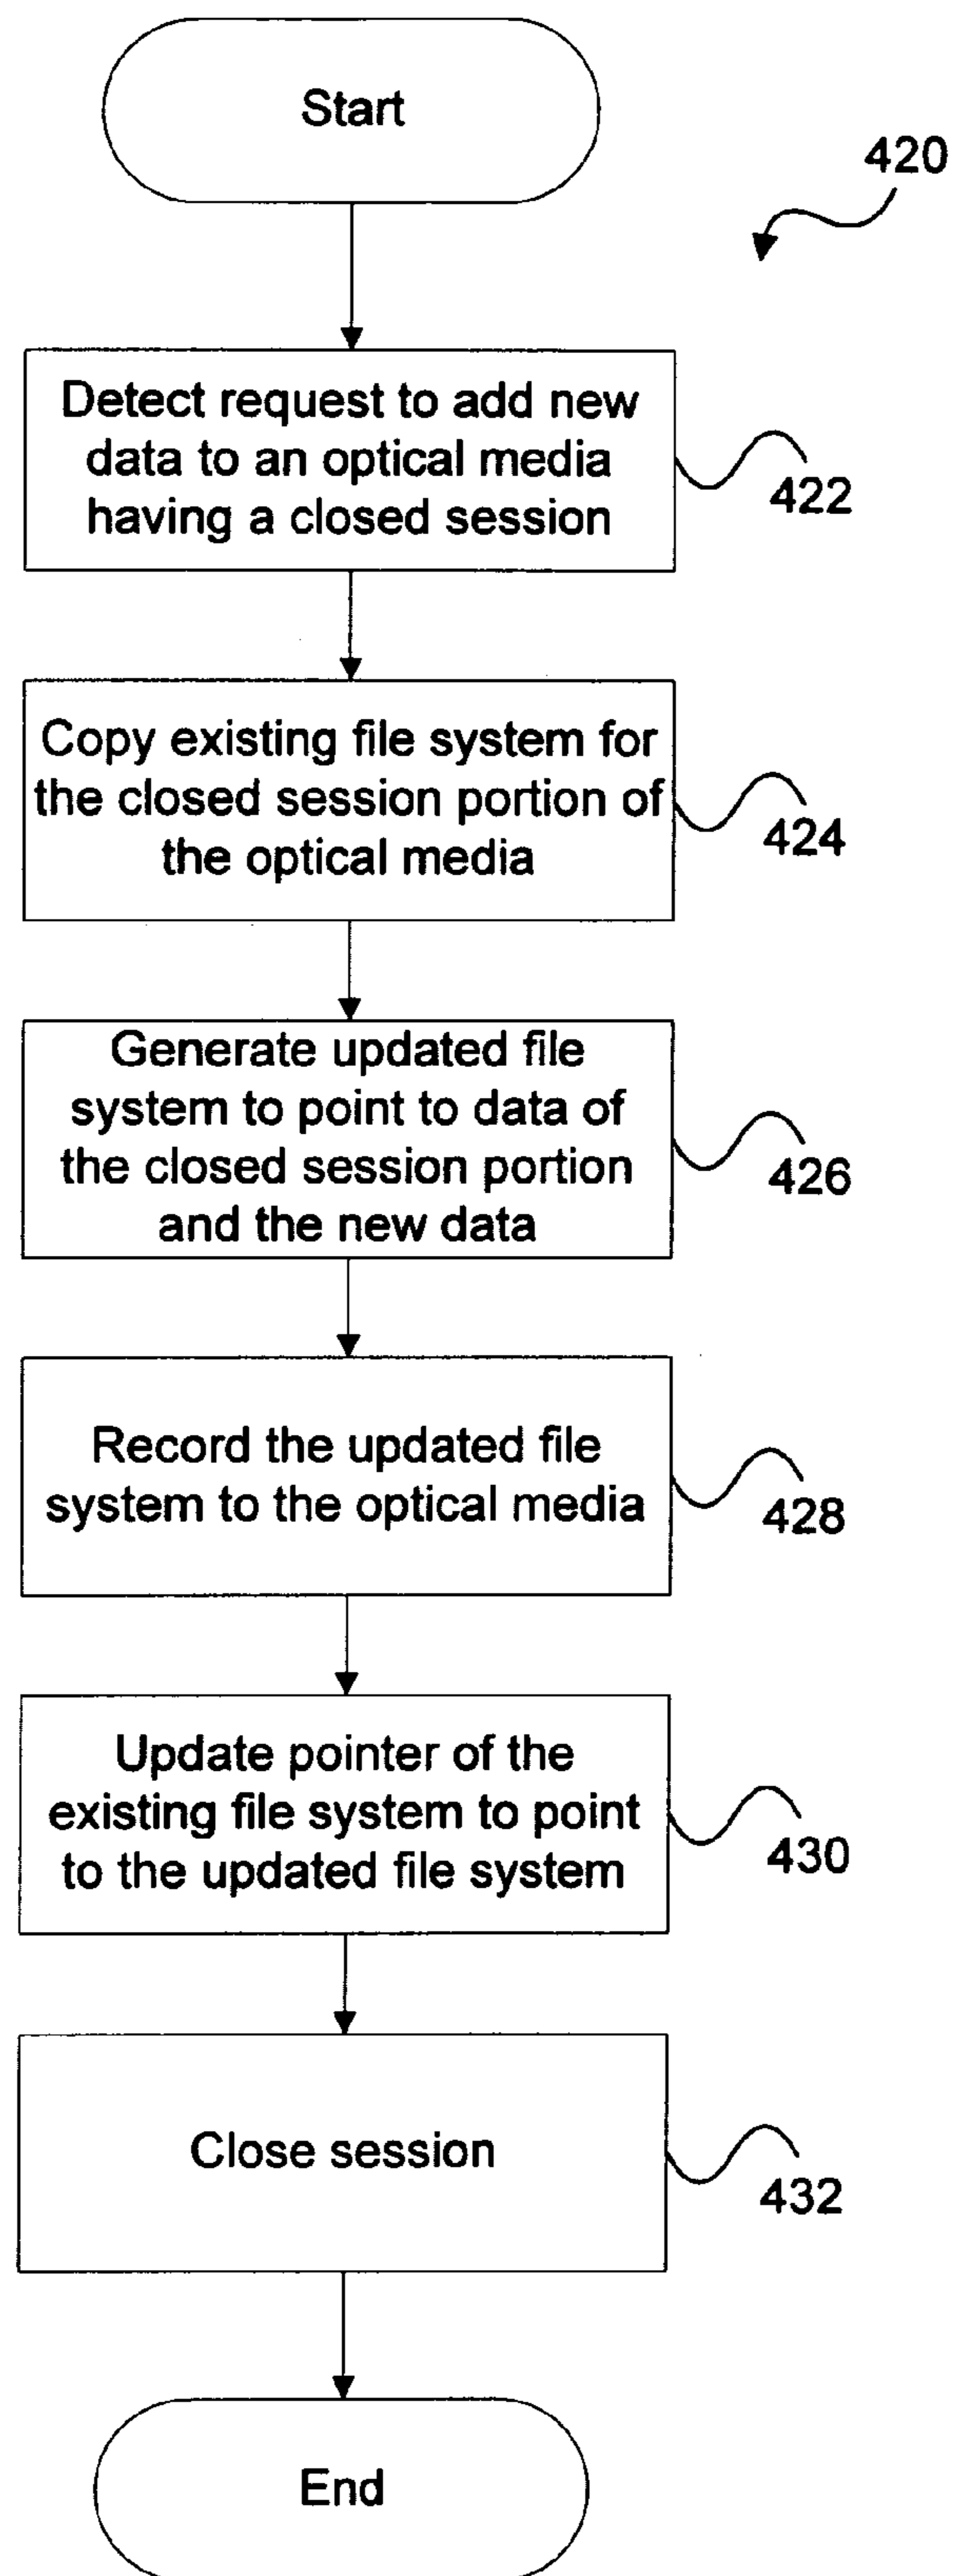 Start
420
Detect request to add new
data to an optical media
having a closed session
422
Copy existing file system for
the closed session portion of
the optical media
424
Generate updated file
system to point to data of
the closed session portion
and the new data
426
Record the updated file
system to the optical media
428
Update pointer of the
existing file system to point
to the updated file system
430
Close session
432
End